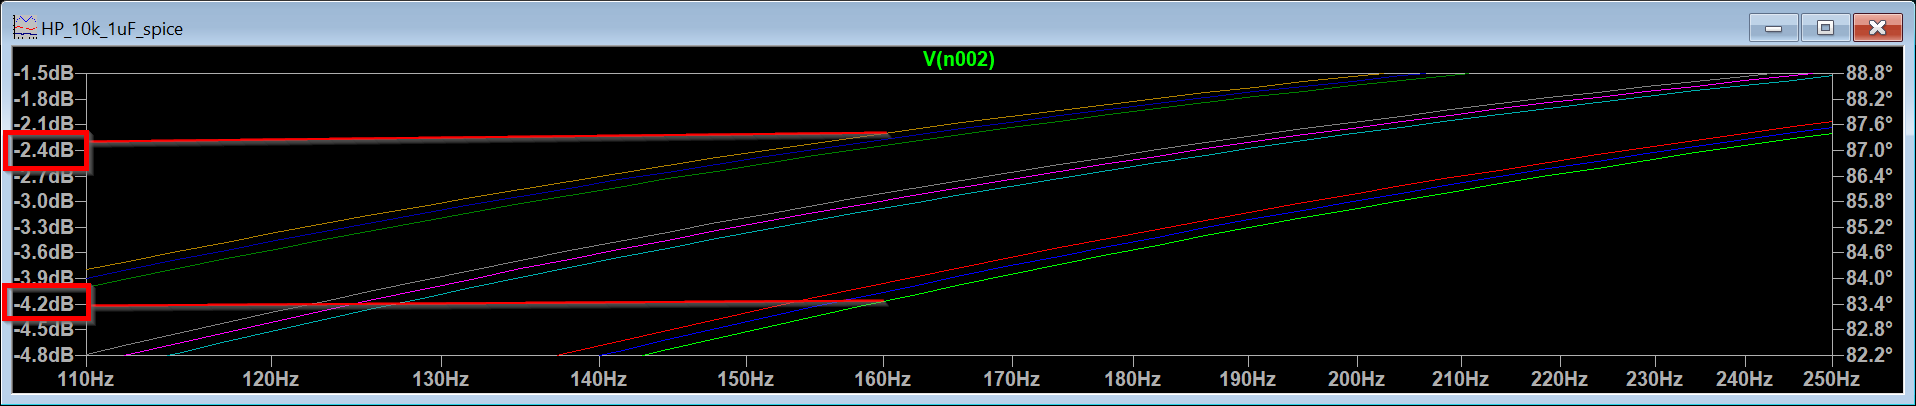 HP_10k_1uF_spice
V(n002)
-1.5dB
-1.8dB
-2.1dB
-2.4dB
-2.7dB
-3.0dB
-3.3dB
-3.6dB
-3.9dB
-4.2dB
-4.5dB
-4.8dB
88.8°
88.2°
87.6°
87.0°
86.4°
85.8°
85.2°
84.6°
84.0°
83.4°
82.8°
82.2°
110Hz 120Hz 130Hz 140Hz 150Hz 160Hz 170Hz 180Hz 190Hz 200Hz 210Hz 220Hz 230Hz 240Hz 250Hz